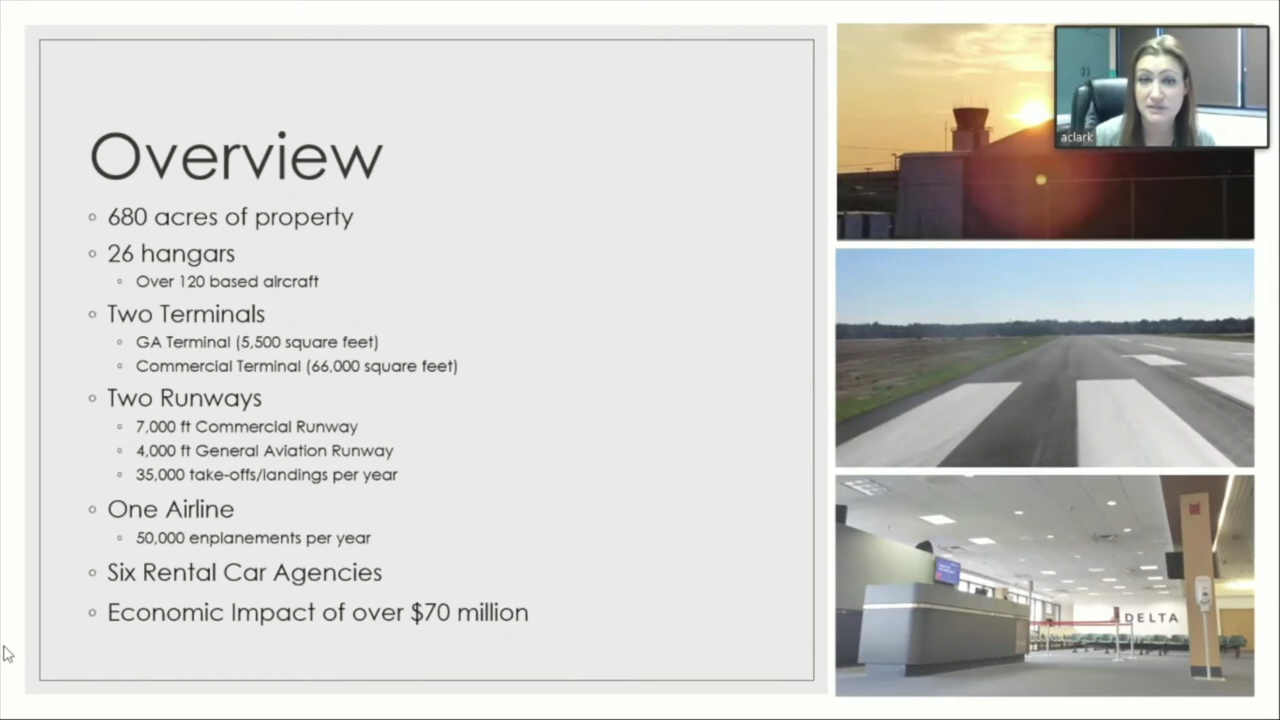 Overview
680 acres of property
26 hangars
Over 120 based aircraft
Two Terminals
GA Terminal (5,500 square feet)
Commercial Terminal (66,000 square feet)
Two Runways
7,000 ft Commercial Runway
4,000 ft General Aviation Runway
35,000 take-offs/landings per year
One Airline
50,000 enplanements per year
Six Rental Car Agencies
Economic Impact of over $70 million
aclark
DELTA